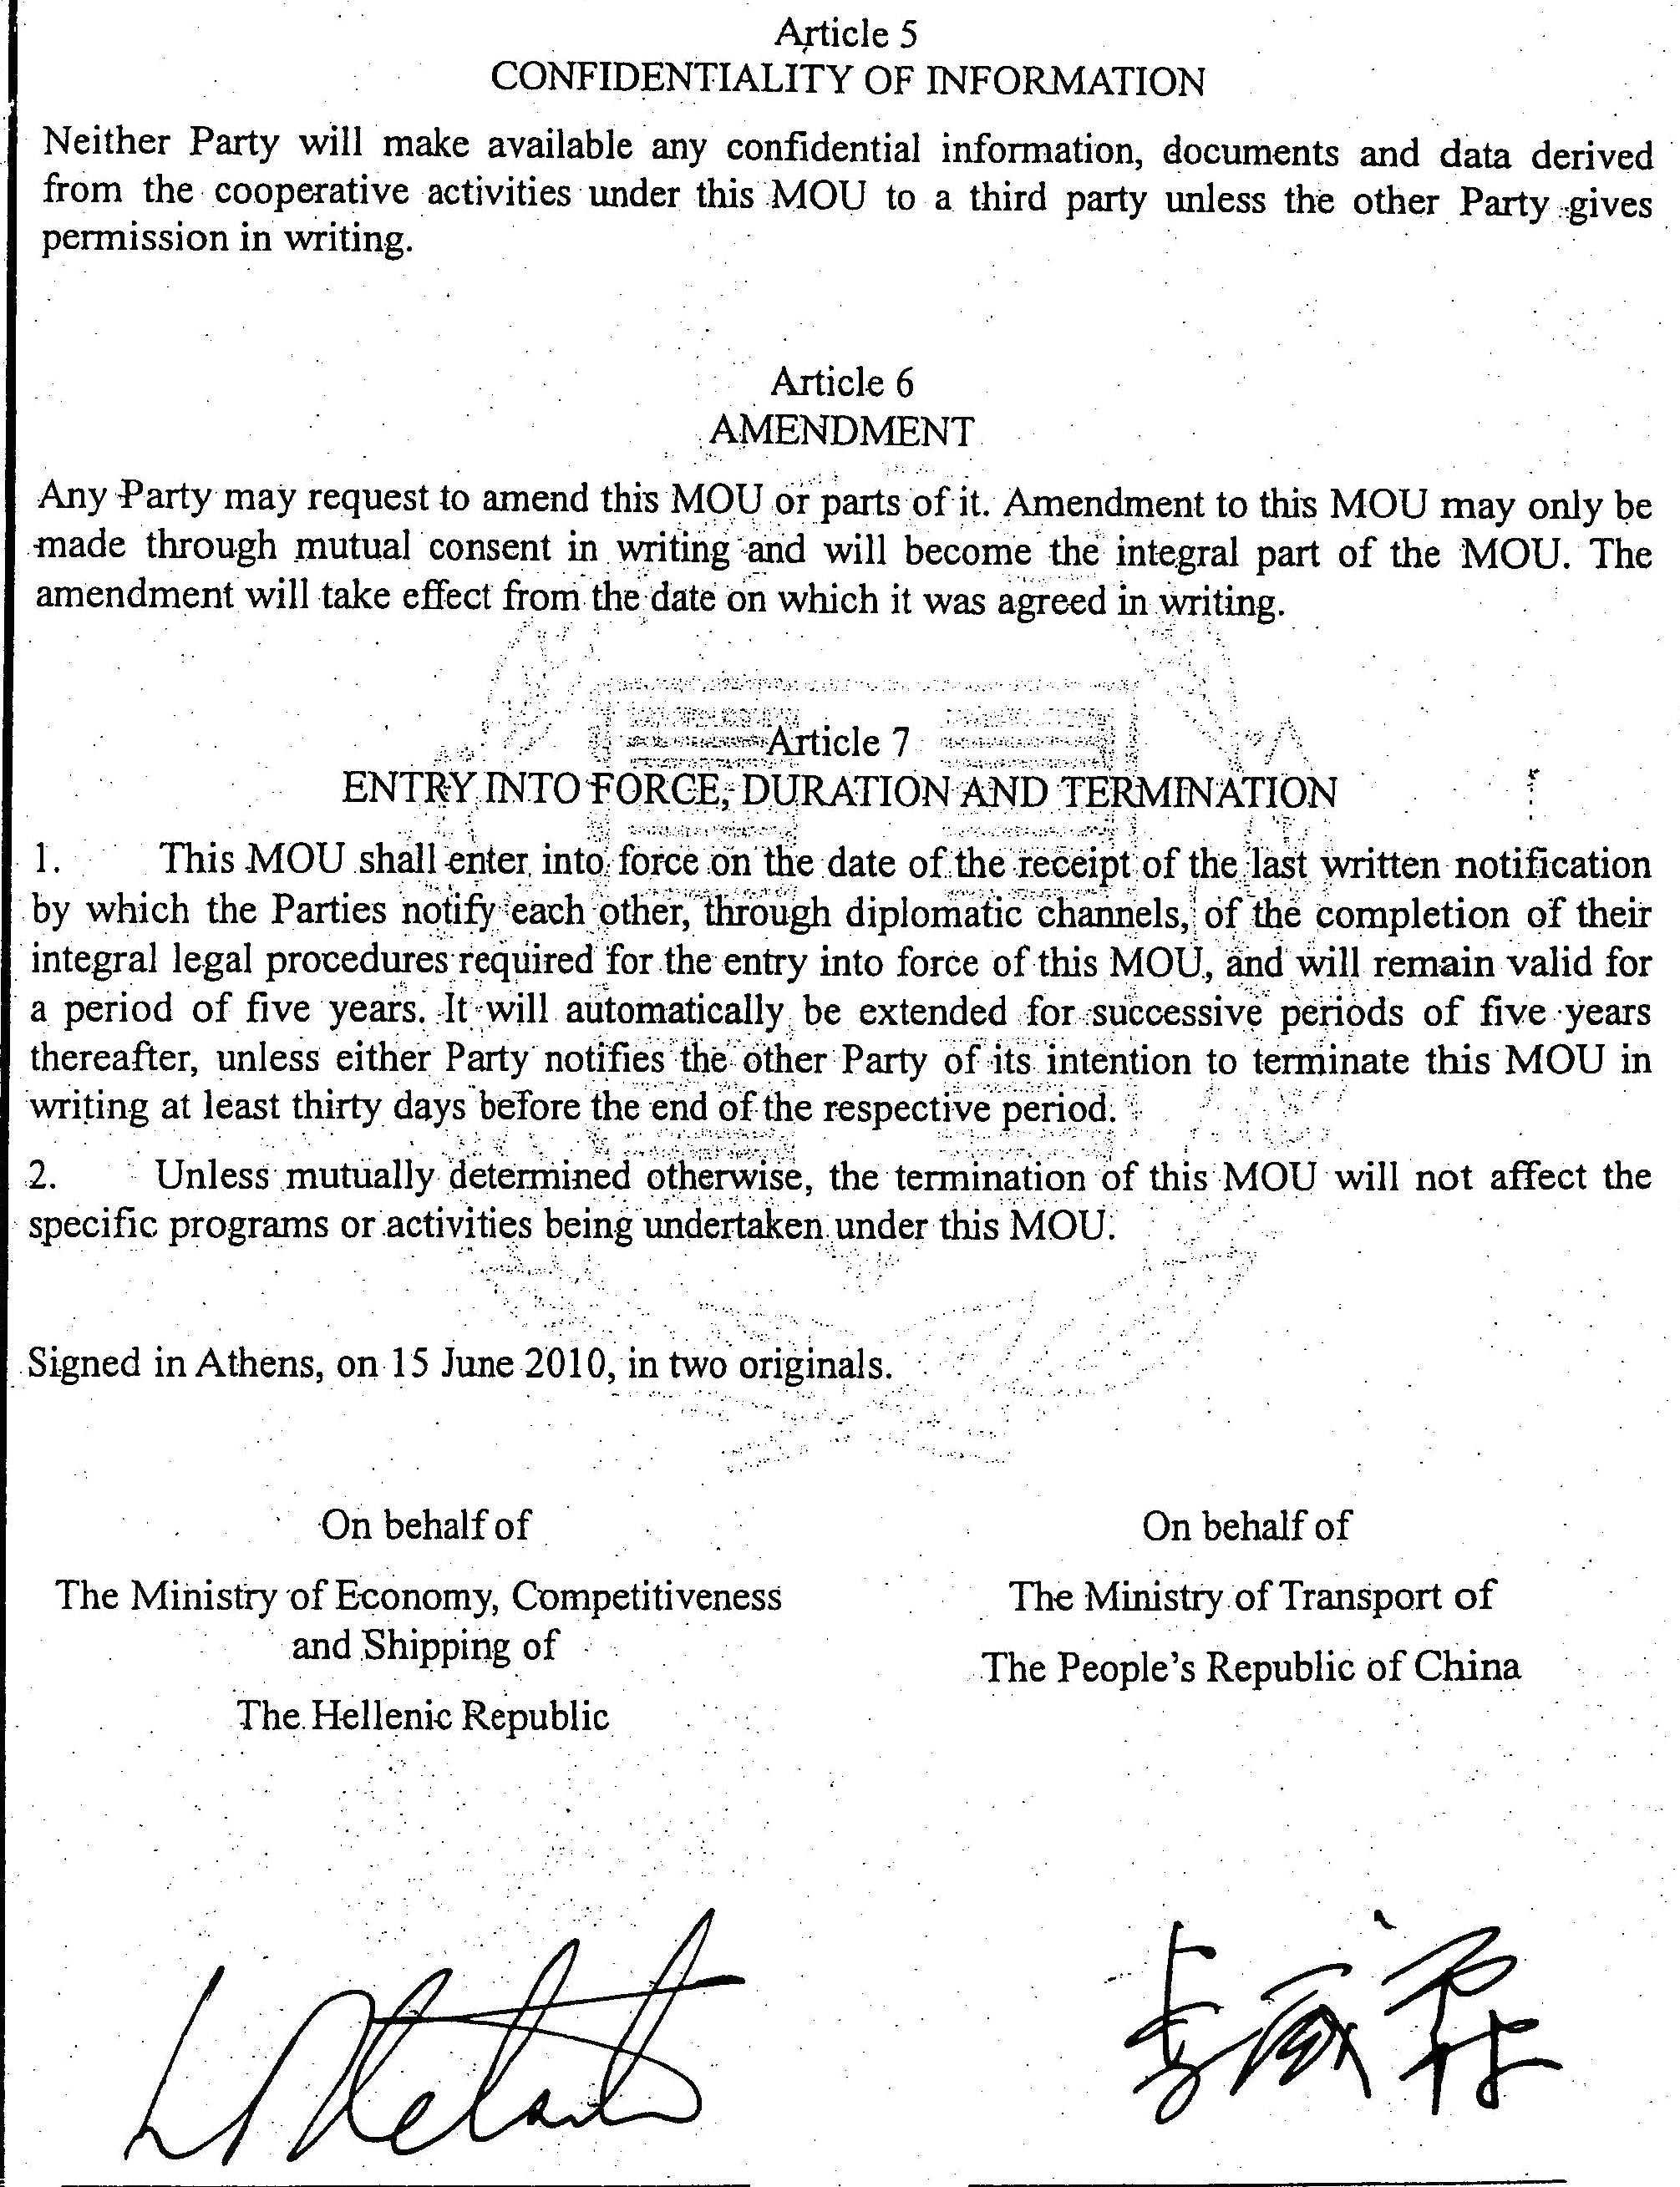 Article 5
CONFIDENTIALITY OF INFORMATION
Neither Party will make available any confidential information, documents and data derived
from the cooperative activities under this MOU to a third party unless the other Party gives
permission in writing.
Article 6
AMENDMENT
Any Party may request to amend this MOU or parts of it. Amendment to this MOU may only be
made through mutual consent in writing and will become the integral part of the MOU. The
amendment will take effect from the date on which it was agreed in writing.
Article 7
ENTRY INTO FORCE, DURATION AND TERMINATION
1. This MOU shall enter into force on the date of the receipt of the last written notification
by which the Parties notify each other, through diplomatic channels, of the completion of their
integral legal procedures required for the entry into force of this MOU, and will remain valid for
a period of five years. It will automatically be extended for successive periods of five years
thereafter, unless either Party notifies the other Party of its intention to terminate this MOU in
writing at least thirty days before the end of the respective period.
2. Unless mutually determined otherwise, the termination of this MOU will not affect the
specific programs or activities being undertaken under this MOU.
Signed in Athens, on 15 June 2010, in two originals.
On behalf of
The Ministry of Economy, Competitiveness
and Shipping of
The Hellenic Republic
On behalf of
The Ministry of Transport of
The People's Republic of China